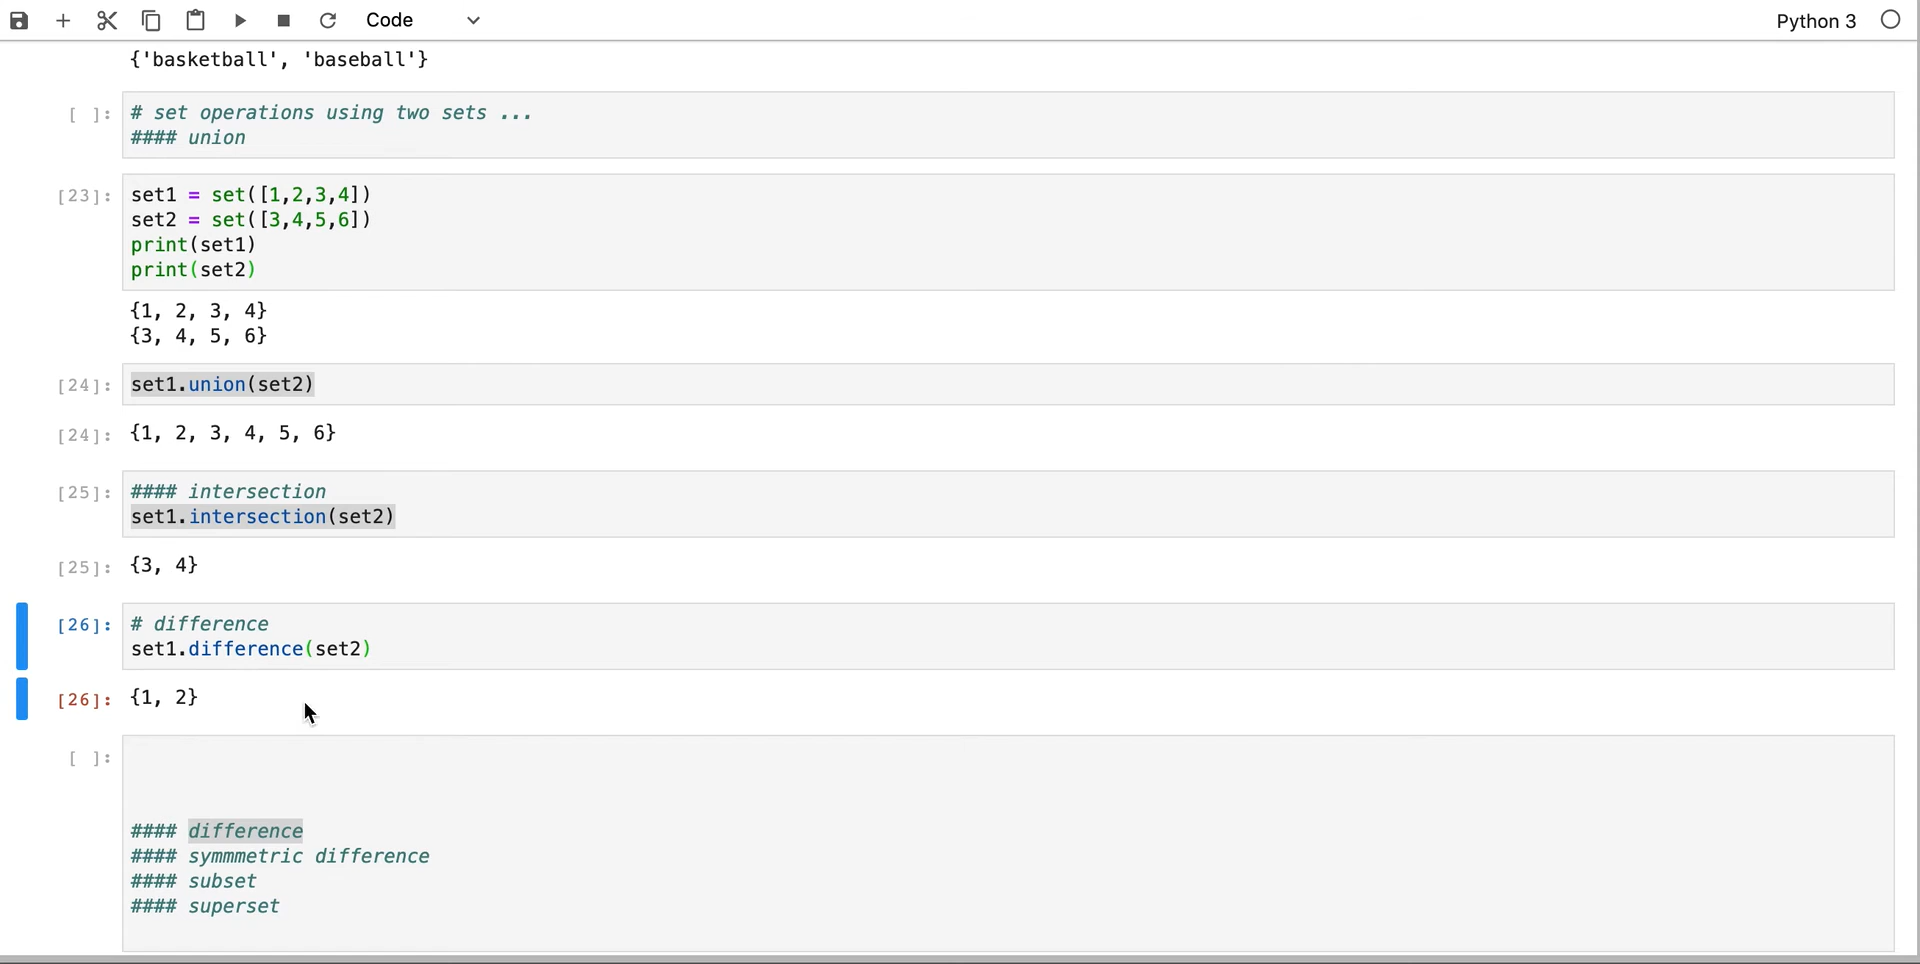 Code
Python 3
{'basketball', 'baseball'}
[ ]:
# set operations using two sets ...
#### union
[23]:
set1 = set([1,2,3,4])
set2 = set([3,4,5,6])
print(set1)
print(set2)
{1, 2, 3, 4}
{3, 4, 5, 6}
[24]:
set1.union(set2)
[24]:
{1, 2, 3, 4, 5, 6}
[25]:
#### intersection
set1.intersection(set2)
[25]:
{3, 4}
[26]:
# difference
set1.difference(set2)
[26]:
{1, 2}
[ ]:
#### difference
#### symmmetric difference
#### subset
#### superset